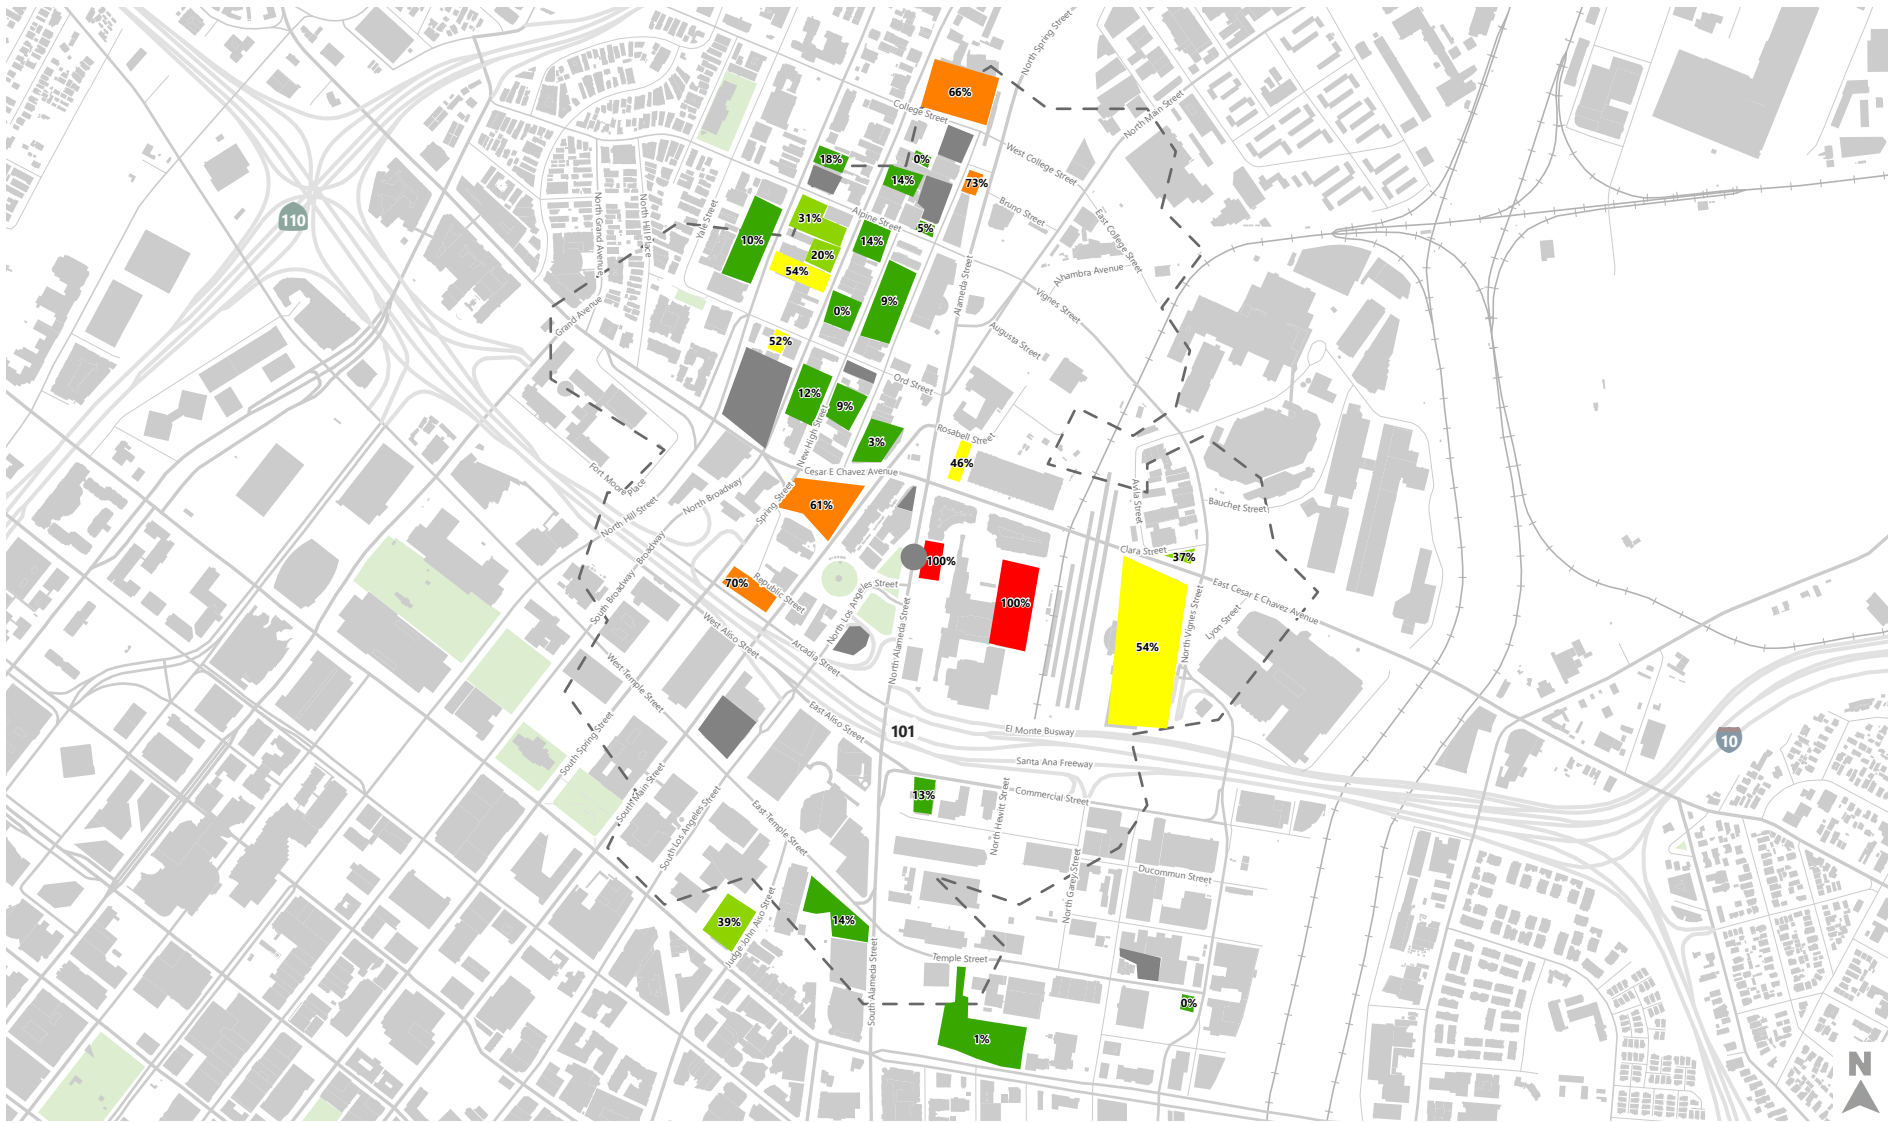 North Spring Street
66%
College Street
North Main Street
18%
0%
West College Street
14%
73%
110
North Grand Avenue
North Hill Place
Yale Street
31%
Alpine Street
Bruno Street
East College Street
5%
10%
14%
20%
54%
Alhambra Avenue
Alameda Street
9%
0%
Vignes Street
Grand Avenue
Augusta Street
52%
Ord Street
12%
9%
New High Street
3%
Rosabell Street
46%
Cesar E Chavez Avenue
Fort Moore Place
North Hill Street
North Broadway
Spring Street
61%
Avila Street
Bauchet Street
Clara Street
37%
100%
South Broadway
Broadway
70%
Republic Street
North Los Angeles Street
100%
East Cesar E Chavez Avenue
North Vignes Street
Lyon Street
West Aliso Street
Arcadia Street
North Alameda Street
54%
West Temple Street
East Aliso Street
101
El Monte Busway
10
South Spring Street
Santa Ana Freeway
South Main Street
South Los Angeles Street
East Temple Street
13%
North Hewitt Street
Commercial Street
Ducommun Street
North Garey Street
39%
Judge John Aiso Street
14%
South Alameda Street
Temple Street
0%
1%
N